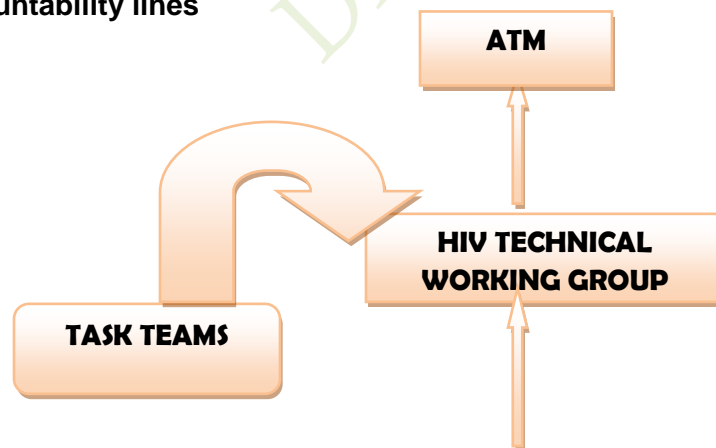 untability lines
ATM
HIV TECHNICAL
WORKING GROUP
TASK TEAMS